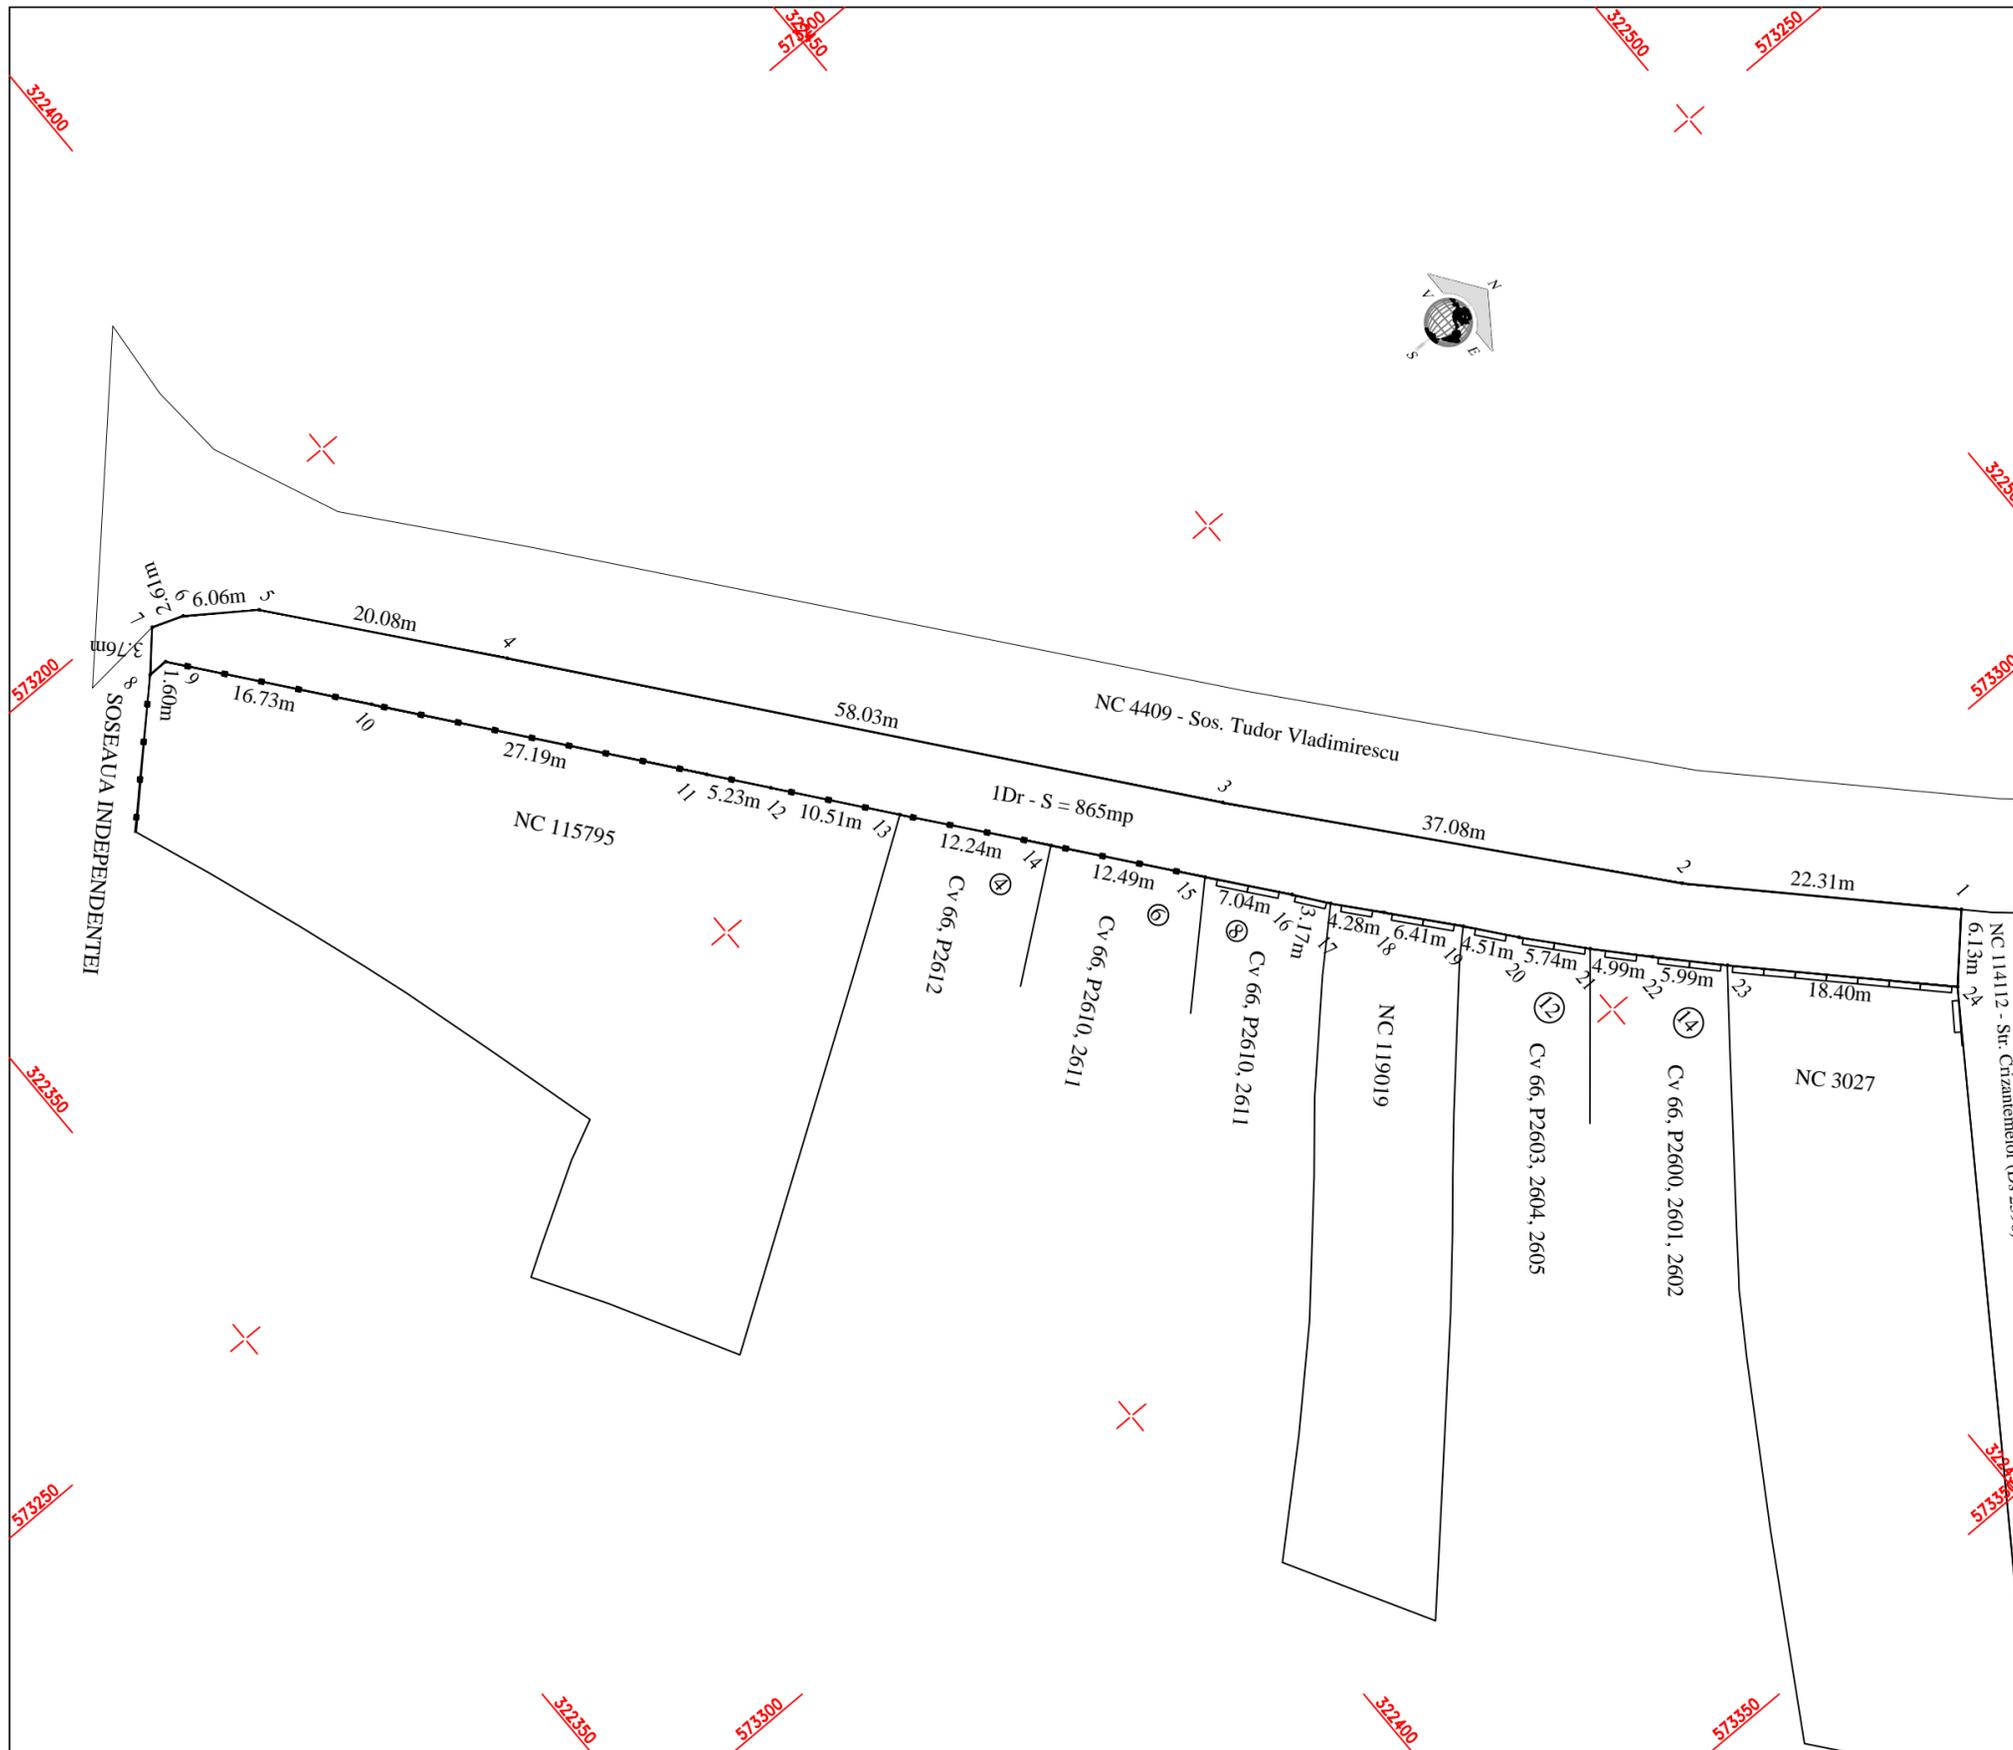 322400
573200
322450
322500
573250
N
V
E
S
2.61m
6
6.06m
5
7
3.76m
8
1.60m
9
20.08m
4
16.73m
10
58.03m
27.19m
11
5.23m
12
10.51m
13
NC 4409 - Sos. Tudor Vladimirescu
3
1Dr - S = 865mp
37.08m
2
22.31m
1
6.13m
24
573200
573300
SOSEAUA INDEPENDENTEI
NC 115795
12.24m
14
4
12.49m
15
6
7.04m
16
8
3.17m
17
4.28m
18
6.41m
19
4.51m
20
5.74m
21
12
4.99m
22
5.99m
23
14
18.40m
Cv 66, P2612
Cv 66, P2610, 2611
Cv 66, P2610, 2611
NC 119019
Cv 66, P2603, 2604, 2605
Cv 66, P2600, 2601, 2602
NC 3027
NC 114112 - Str. Crizantemelor
322350
573250
322350
573300
322400
573350